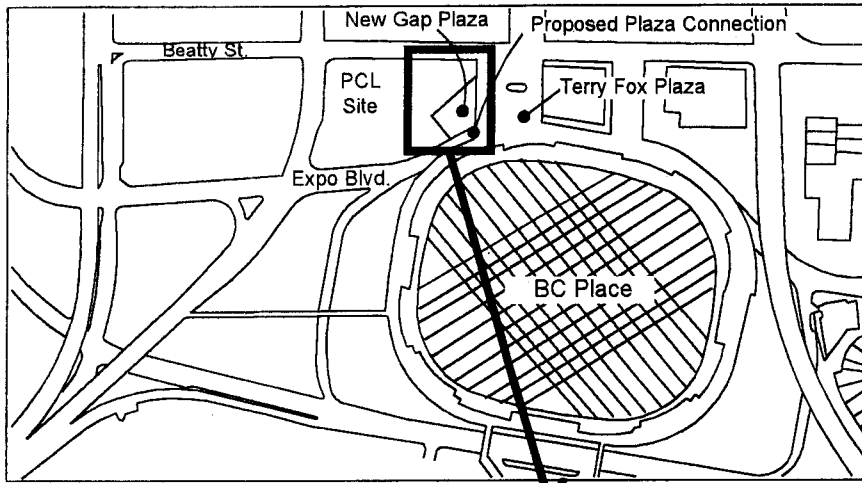 New Gap Plaza
Proposed Plaza Connection
Beatty St.
PCL
Site
Terry Fox Plaza
Expo Blvd.
BC Place